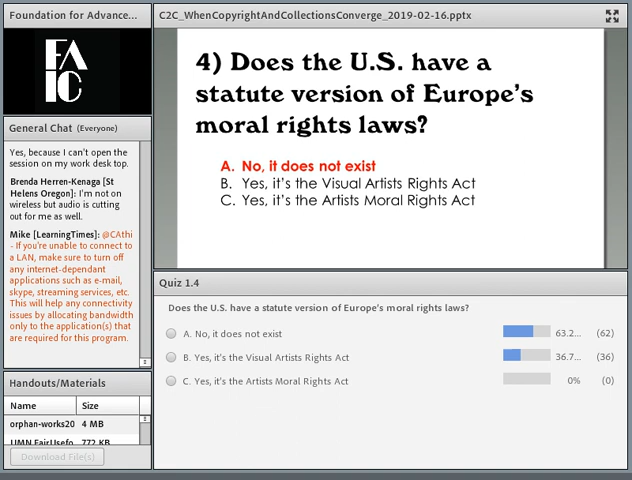 Foundation for Advance...
C2C_WhenCopyrightAndCollectionsConverge_2019-02-16.pptx
FA
IC
General Chat (Everyone)
Yes, because I can't open the
session on my work desk top.
Brenda Herren-Kenaga [St
Helens Oregon]: I'm not on
wireless but audio is cutting
out for me as well.
Mike [LearningTimes]: @CAthi
- If you're unable to connect to
a LAN, make sure to turn off
any internet-dependant
applications such as e-mail,
skype, streaming services, etc.
This will help any connectivity
issues by allocating bandwidth
only to the application(s) that
are required for this program.
4) Does the U.S. have a
statute version of Europe's
moral rights laws?
A. No, it does not exist
B. Yes, it's the Visual Artists Rights Act
C. Yes, it's the Artists Moral Rights Act
Quiz 1.4
Does the U.S. have a statute version of Europe's moral rights laws?
A. No, it does not exist 63.2... (62)
B. Yes, it's the Visual Artists Rights Act 36.7... (36)
C. Yes, it's the Artists Moral Rights Act 0% (0)
Handouts/Materials
Name Size
orphan-works20 4 MB
UMN FairUsefo 772 KB
Download File(s)